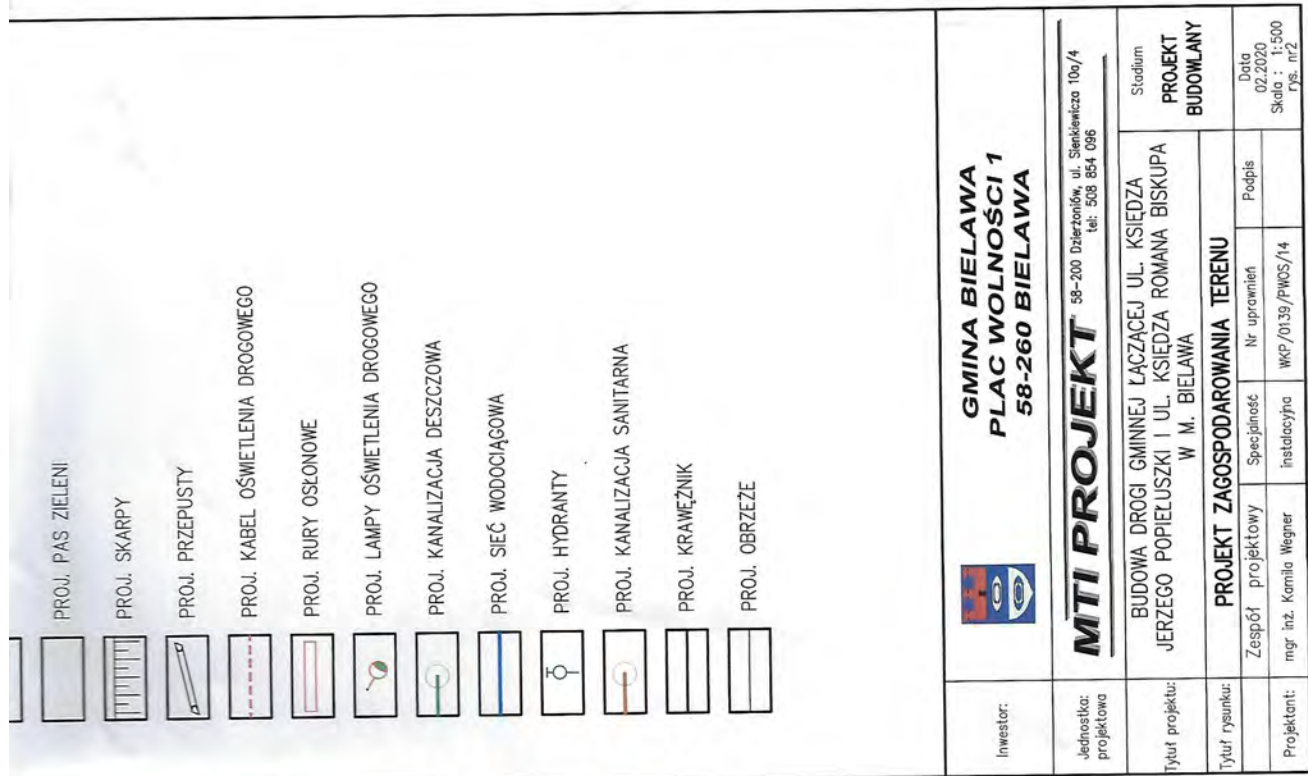 PROJ. PAS ZIELENI
PROJ. SKARPY
PROJ. PRZEPUSTY
PROJ. KABEL OŚWIETLENIA DROGOWEGO
PROJ. RURY OSŁONOWE
PROJ. LAMPY OŚWIETLENIA DROGOWEGO
PROJ. KANALIZACJA DESZCZOWA
PROJ. SIEĆ WODOCIĄGOWA
PROJ. HYDRANTY
PROJ. KANALIZACJA SANITARNA
PROJ. KRAWĘŻNIK
PROJ. OBRZEŻE
Inwestor:
GMINA BIELAWA
PLAC WOLNOŚCI 1
58-260 BIELAWA
Jednostka:
projektowa
MTI PROJEKT
58-200 Dzierżoniów, ul. Sienkiewicza 10a/4
tel: 508 854 096
Tytuł projektu:
BUDOWA DROGI GMINNEJ ŁĄCZĄCEJ UL. KSIĘDZA
JERZEGO POPIEŁUSZKI I UL. KSIĘDZA ROMANA BISKUPA
W M. BIELAWA
Stadium
PROJEKT
BUDOWLANY
Tytuł rysunku:
PROJEKT ZAGOSPODAROWANIA TERENU
Zespół projektowy
Specjalność
Nr uprawnień
Podpis
Data
02.2020
Skala : 1:500
rys. nr2
Projektant:
mgr inż. Kamila Wegner
instalacyjna
WKP/0139/PWOS/14